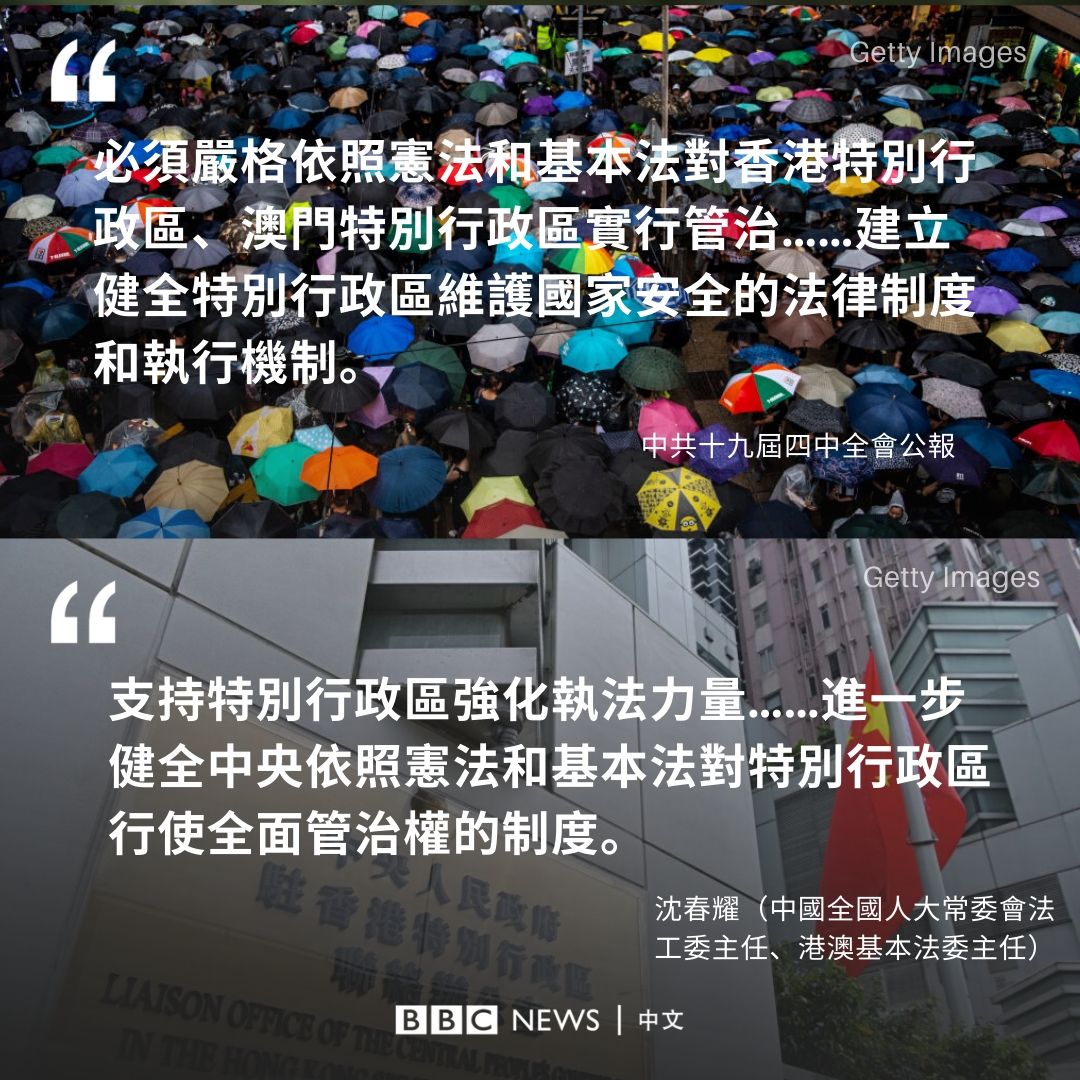 Getty Images
必須嚴格依照憲法和基本法對香港特別行
政區、澳門特別行政區實行管治……建立
健全特別行政區維護國家安全的法律制度
和執行機制。
中共十九屆四中全會公報
Getty Images
支持特別行政區強化執法力量……進一步
健全中央依照憲法和基本法對特別行政區
行使全面管治權的制度。
中央人民政府
駐香港特別行政區
聯絡辦公室
沈春耀（中國全國人大常委會法
工委主任、港澳基本法委主任）
LIAISON OFFICE OF THE CENTRAL PEOPLE'S
IN THE HONG KONG
BBC NEWS | 中文